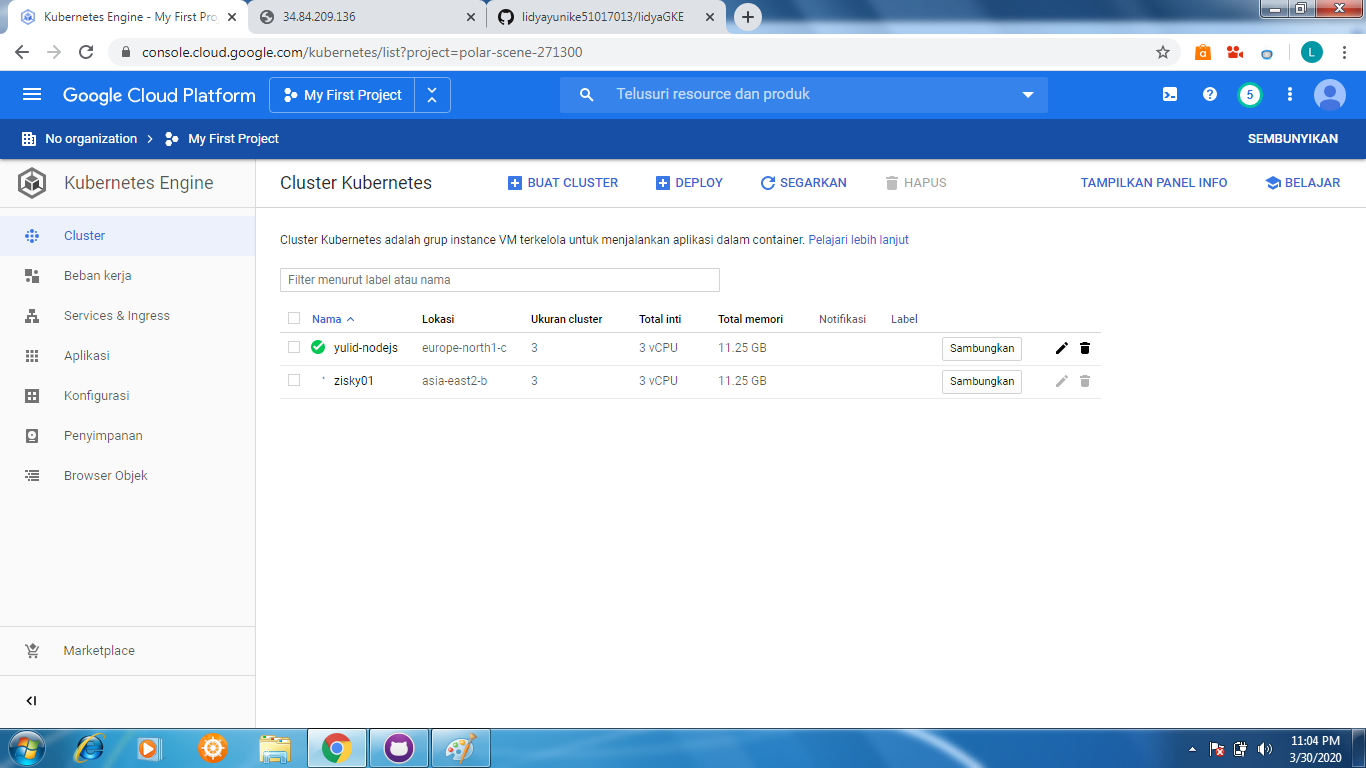 Kubernetes Engine - My First Pro
34.84.209.136
lidyayunike51017013/lidyaGKE
console.cloud.google.com/kubernetes/list?project=polar-scene-271300
L
Google Cloud Platform
My First Project
Telusuri resource dan produk
5
No organization
My First Project
SEMBUNYIKAN
Kubernetes Engine
Cluster Kubernetes
BUAT CLUSTER
DEPLOY
SEGARKAN
HAPUS
TAMPILKAN PANEL INFO
BELAJAR
Cluster
Beban kerja
Services & Ingress
Aplikasi
Konfigurasi
Penyimpanan
Browser Objek
Marketplace
Cluster Kubernetes adalah grup instance VM terkelola untuk menjalankan aplikasi dalam container. Pelajari lebih lanjut
Filter menurut label atau nama
Nama Lokasi Ukuran cluster Total inti Total memori Notifikasi Label
yulid-nodejs europe-north1-c 3 3 vCPU 11.25 GB Sambungkan
zisky01 asia-east2-b 3 3 vCPU 11.25 GB Sambungkan
11:04 PM
3/30/2020